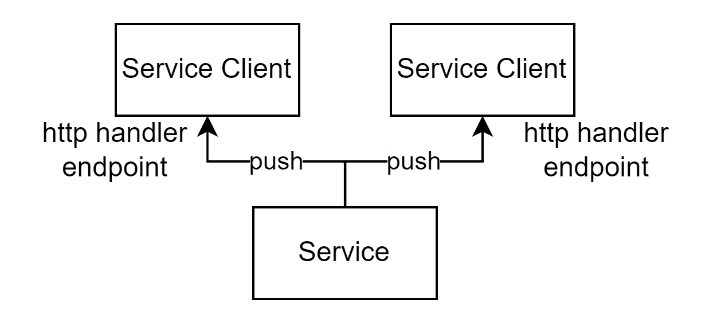 Service Client
Service Client
http handler
endpoint
http handler
endpoint
push
push
Service